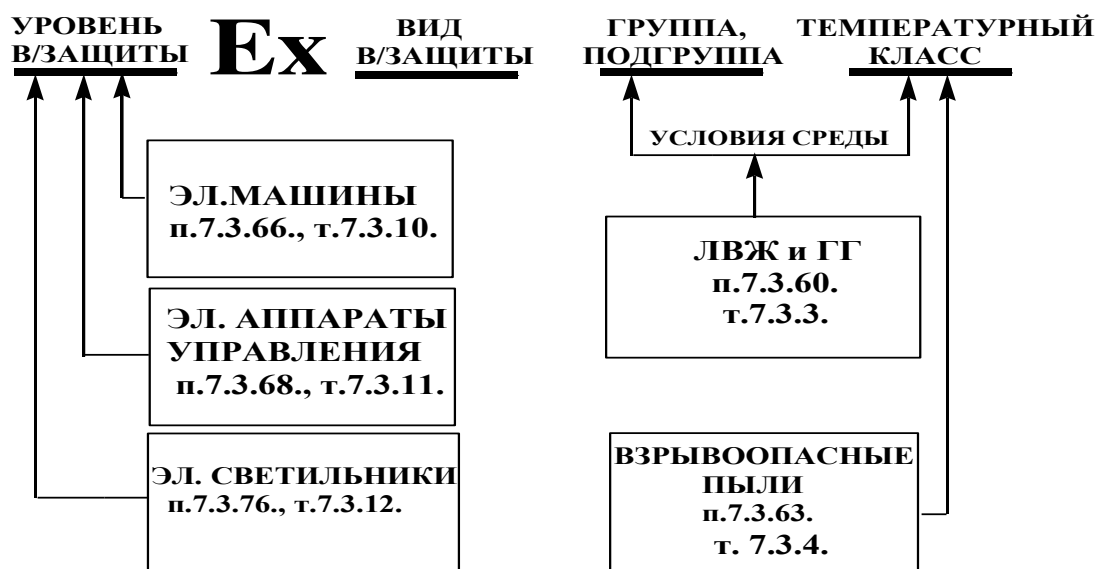 УРОВЕНЬ
В/ЗАЩИТЫ
Ex
ВИД
В/ЗАЩИТЫ
ГРУППА,
ПОДГРУППА
ТЕМПЕРАТУРНЫЙ
КЛАСС
УСЛОВИЯ СРЕДЫ
ЭЛ.МАШИНЫ
п.7.3.66., т.7.3.10.
ЭЛ. АППАРАТЫ
УПРАВЛЕНИЯ
п.7.3.68., т.7.3.11.
ЭЛ. СВЕТИЛЬНИКИ
п.7.3.76., т.7.3.12.
ЛВЖ и ГГ
п.7.3.60.
т.7.3.3.
ВЗРЫВООПАСНЫЕ
ПЫЛИ
п.7.3.63.
т. 7.3.4.